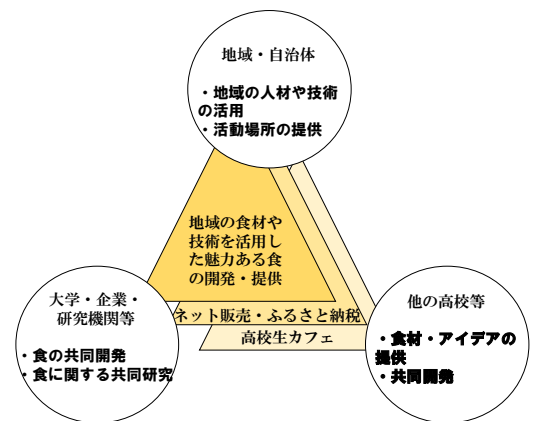 地域・自治体
・地域の人材や技術
の活用
・活動場所の提供
地域の食材や
技術を活用し
た魅力ある食
の開発・提供
ネット販売・ふるさと納税
高校生カフェ
大学・企業・
研究機関等
・食の共同開発
・食に関する共同研究
他の高校等
・食材・アイデアの
提供
・共同開発